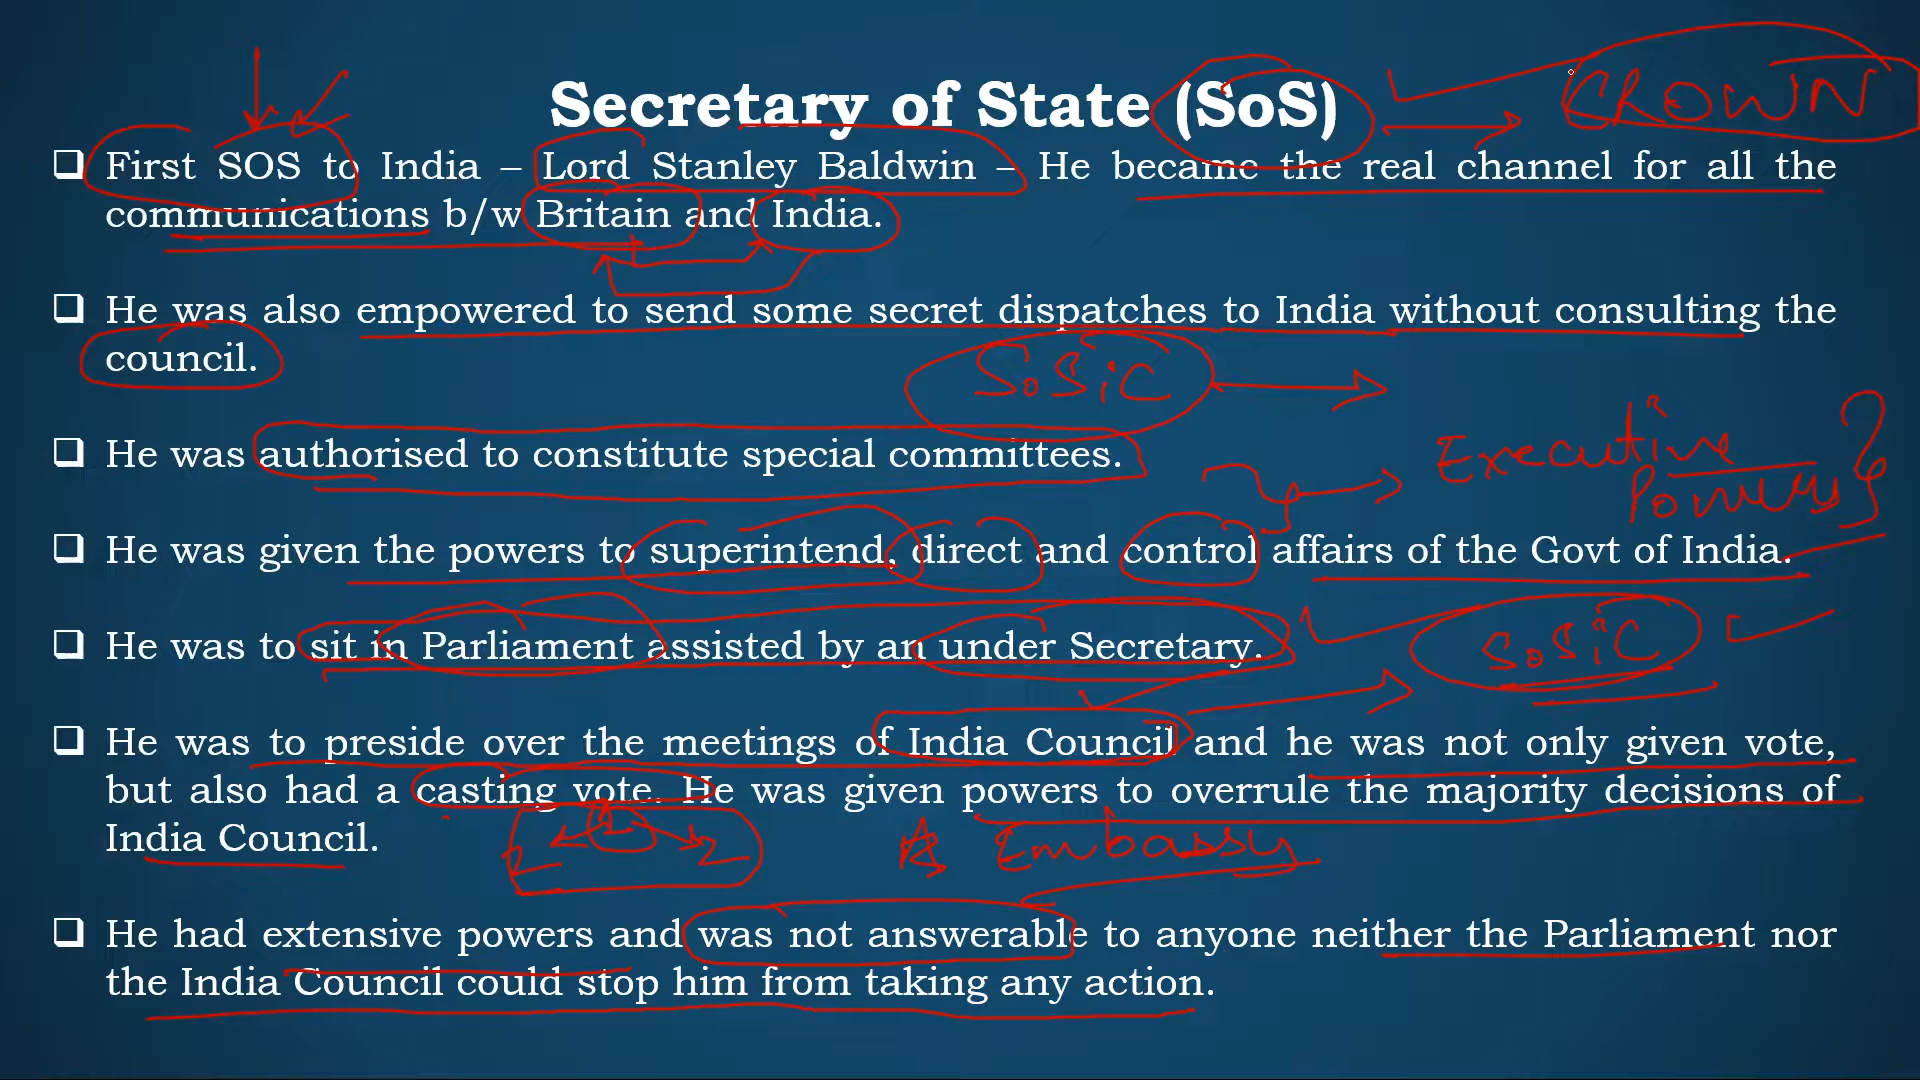 Secretary of State (SoS)
CROWN
❑ First SOS to India – Lord Stanley Baldwin – He became the real channel for all the
communications b/w Britain and India.
❑ He was also empowered to send some secret dispatches to India without consulting the
council.
SoSiC
❑ He was authorised to constitute special committees.
Executive
Powers
❑ He was given the powers to superintend, direct and control affairs of the Govt of India.
❑ He was to sit in Parliament assisted by an under Secretary.
SoSiC
❑ He was to preside over the meetings of India Council and he was not only given vote,
but also had a casting vote. He was given powers to overrule the majority decisions of
India Council.
2 1 2
Embassy
❑ He had extensive powers and was not answerable to anyone neither the Parliament nor
the India Council could stop him from taking any action.